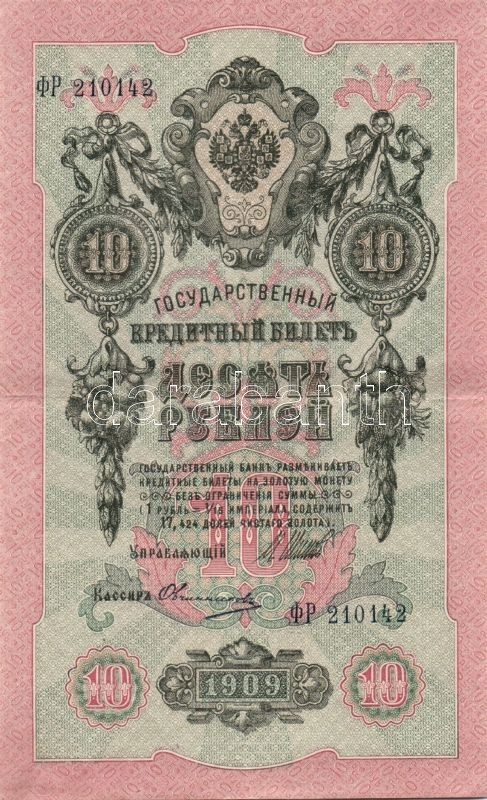 ФР 210142
10 10
ГОСУДАРСТВЕННЫЙ
КРЕДИТНЫЙ БИЛЕТЪ
ДЕСЯТЬ
РУБЛЕЙ
darabanth
ГОСУДАРСТВЕННЫЙ БАНКЪ РАЗМѢНИВАЕТЪ
КРЕДИТНЫЕ БИЛЕТЫ НА ЗОЛОТУЮ МОНЕТУ
БЕЗЪ ОГРАНИЧЕНІЯ СУММЫ
(1 РУБЛЬ = 1/15 ИМПЕРІАЛА, СОДЕРЖИТЪ
17,424 ДОЛЕЙ ЧИСТАГО ЗОЛОТА).
10
УПРАВЛЯЮЩІЙ
КАССИРЪ
ФР 210142
10 1909 10